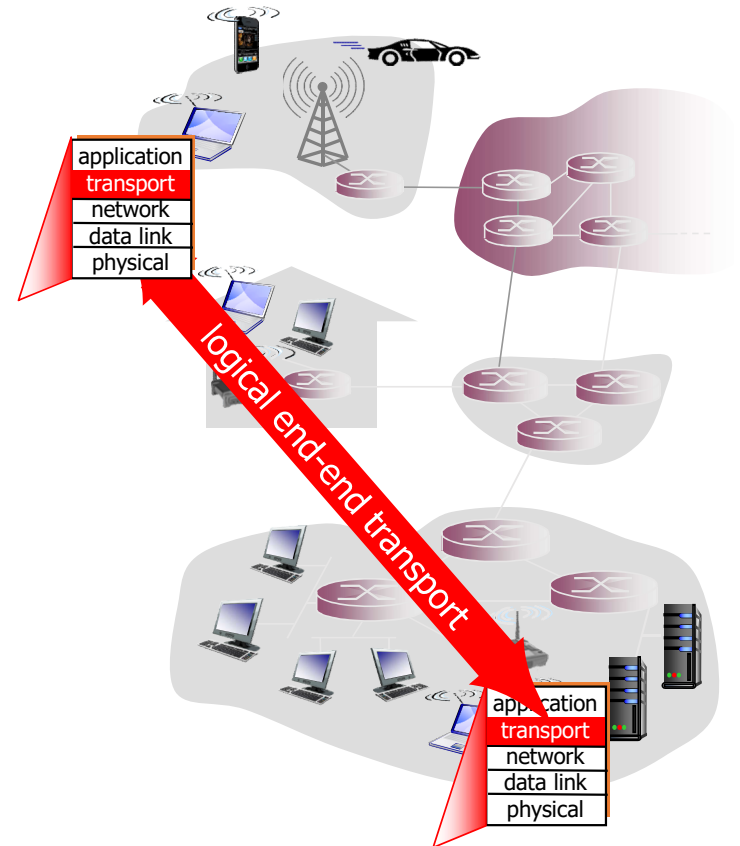 application
transport
network
data link
physical
logical end-end transport
application
transport
network
data link
physical